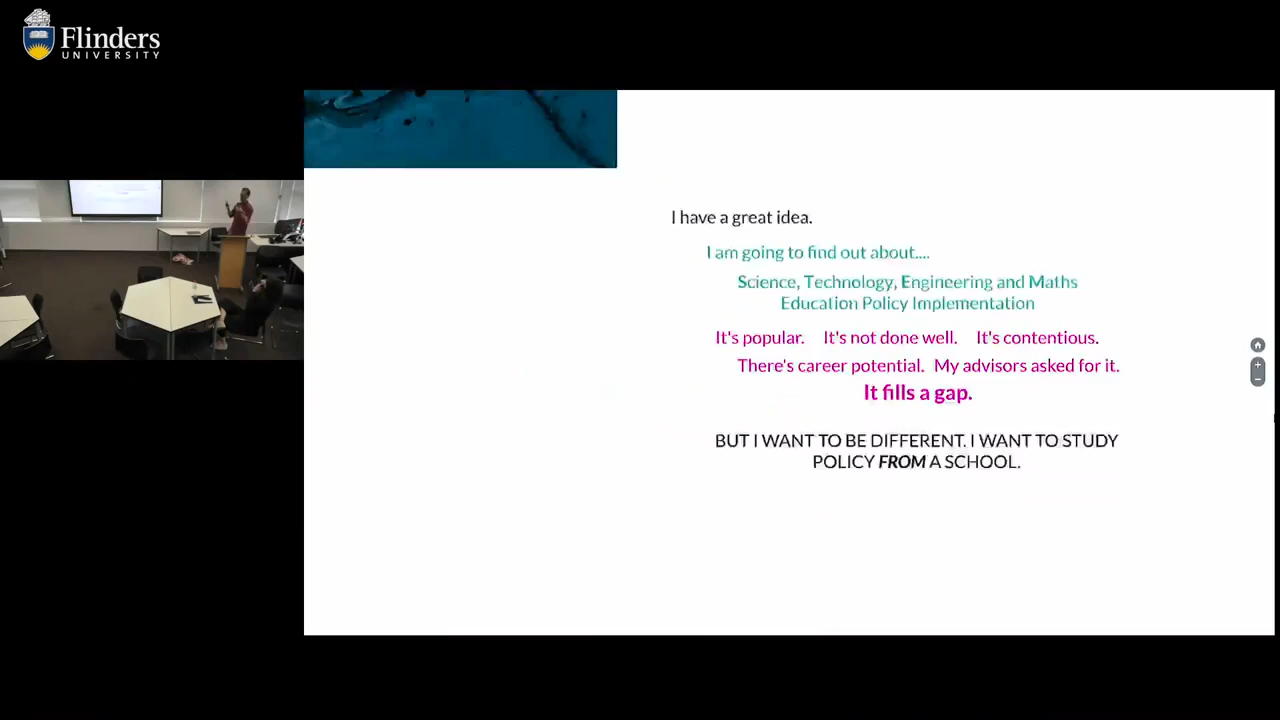 Flinders
UNIVERSITY
I have a great idea.
I am going to find out about....
Science, Technology, Engineering and Maths
Education Policy Implementation
It's popular. It's not done well. It's contentious.
There's career potential. My advisors asked for it.
It fills a gap.
BUT I WANT TO BE DIFFERENT. I WANT TO STUDY
POLICY FROM A SCHOOL.